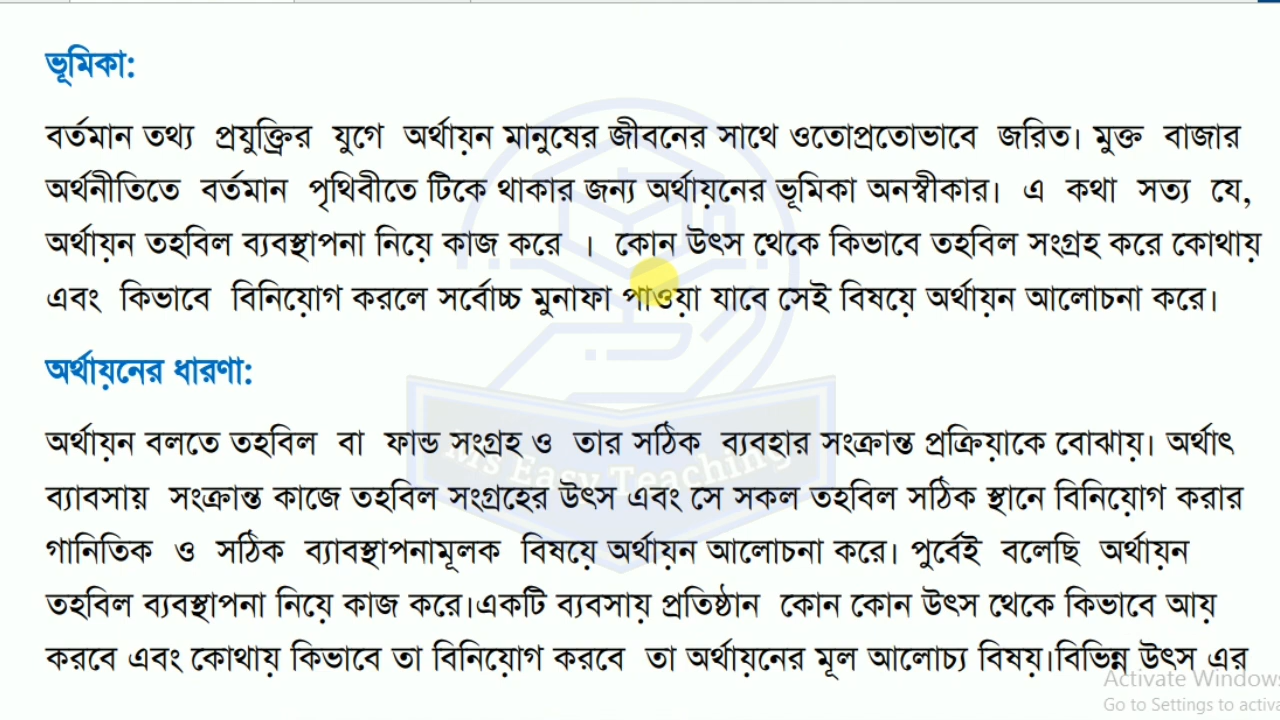 ভূমিকা:
বর্তমান তথ্য প্রযুক্ত্রির যুগে অর্থায়ন মানুষের জীবনের সাথে ওতোপ্রতোভাবে জরিত। মুক্ত বাজার
অর্থনীতিতে বর্তমান পৃথিবীতে টিকে থাকার জন্য অর্থায়নের ভূমিকা অনস্বীকার। এ কথা সত্য যে,
অর্থায়ন তহবিল ব্যবস্থাপনা নিয়ে কাজ করে । কোন উৎস থেকে কিভাবে তহবিল সংগ্রহ করে কোথায়
এবং কিভাবে বিনিয়োগ করলে সর্বোচ্চ মুনাফা পাওয়া যাবে সেই বিষয়ে অর্থায়ন আলোচনা করে।
অর্থায়নের ধারণা:
অর্থায়ন বলতে তহবিল বা ফান্ড সংগ্রহ ও তার সঠিক ব্যবহার সংক্রান্ত প্রক্রিয়াকে বোঝায়। অর্থাৎ
ব্যাবসায় সংক্রান্ত কাজে তহবিল সংগ্রহের উৎস এবং সে সকল তহবিল সঠিক স্থানে বিনিয়োগ করার
গানিতিক ও সঠিক ব্যাবস্থাপনামূলক বিষয়ে অর্থায়ন আলোচনা করে। পুর্বেই বলেছি অর্থায়ন
তহবিল ব্যবস্থাপনা নিয়ে কাজ করে।একটি ব্যবসায় প্রতিষ্ঠান কোন কোন উৎস থেকে কিভাবে আয়
করবে এবং কোথায় কিভাবে তা বিনিয়োগ করবে তা অর্থায়নের মূল আলোচ্য বিষয়।বিভিন্ন উৎস এর
Ms Easy Teaching
Activate Windows
Go to Settings to activa